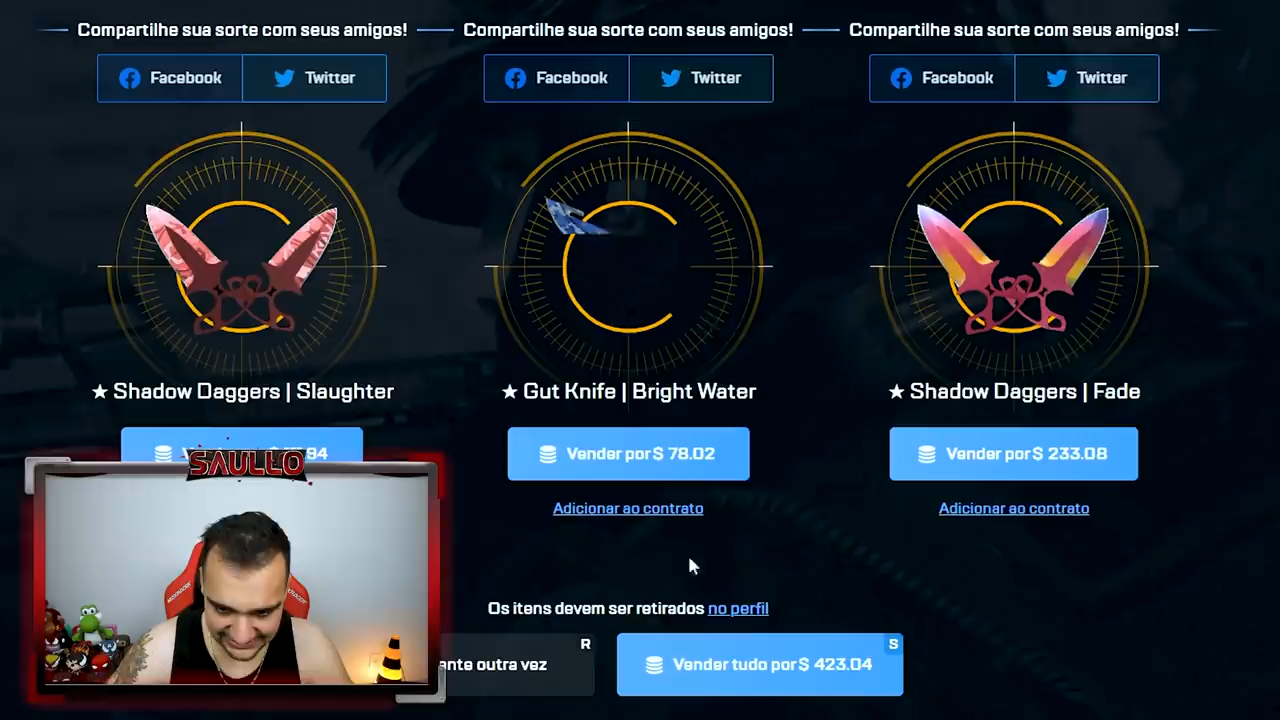 Compartilhe sua sorte com seus amigos! Compartilhe sua sorte com seus amigos! Compartilhe sua sorte com seus amigos!
Facebook Twitter Facebook Twitter Facebook Twitter
★ Shadow Daggers | Slaughter ★ Gut Knife | Bright Water ★ Shadow Daggers | Fade
Vender por $ 78.02 Vender por $ 233.08
SAULLO
Adicionar ao contrato Adicionar ao contrato
Os itens devem ser retirados no perfil
R S
outra vez Vender tudo por $ 423.04